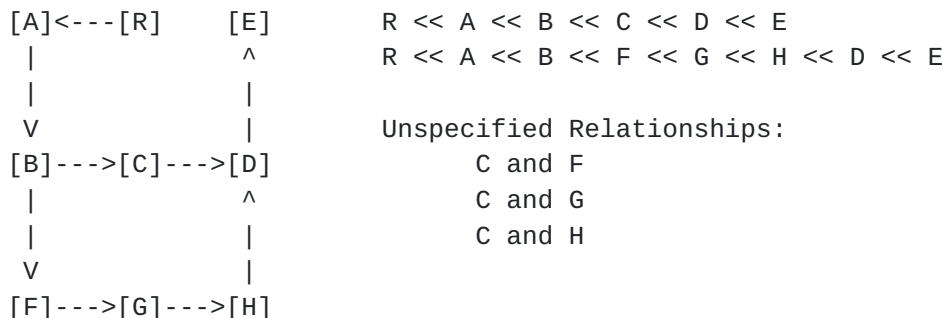 [A]<---[R]    [E]       R << A << B << C << D << E
 |             ^        R << A << B << F << G << H << D << E
 |             |
 V             |        Unspecified Relationships:
[B]--->[C]--->[D]             C and F
 |             ^              C and G
 |             |              C and H
 V             |
[F]--->[G]--->[H]